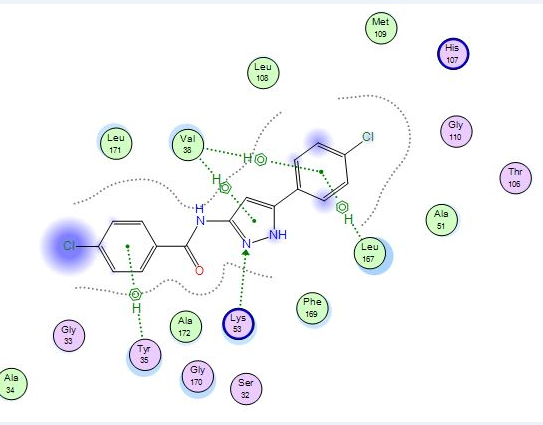 Met
109
His
107
Leu
108
Gly
110
Leu
171
Val
38
Cl
H
H
Thr
106
H
N
N
NH
H
Ala
51
Leu
167
Cl
O
H
Phe
169
Gly
33
Ala
172
Lys
53
Tyr
35
Gly
170
Ser
32
Ala
34